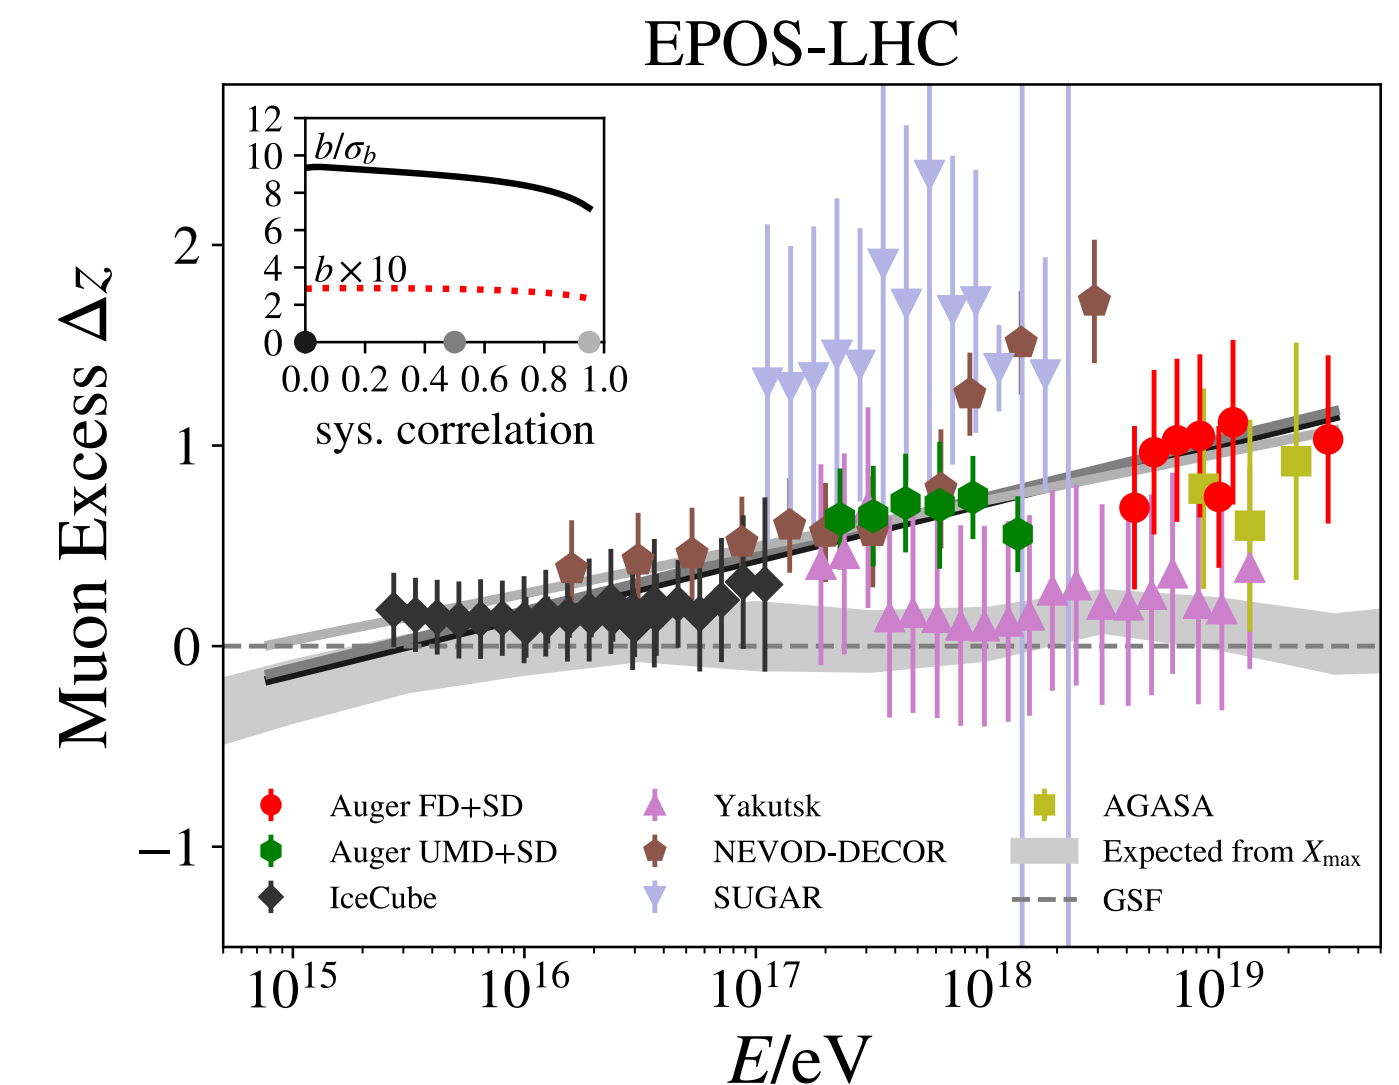 EPOS-LHC
Muon Excess Δz
2
1
0
−1
12
10
8
6
4
2
0
b/σ_b
b × 10
0.0 0.2 0.4 0.6 0.8 1.0
sys. correlation
Auger FD+SD
Auger UMD+SD
IceCube
Yakutsk
NEVOD-DECOR
SUGAR
AGASA
Expected from X_max
GSF
10^15 10^16 10^17 10^18 10^19
E/eV